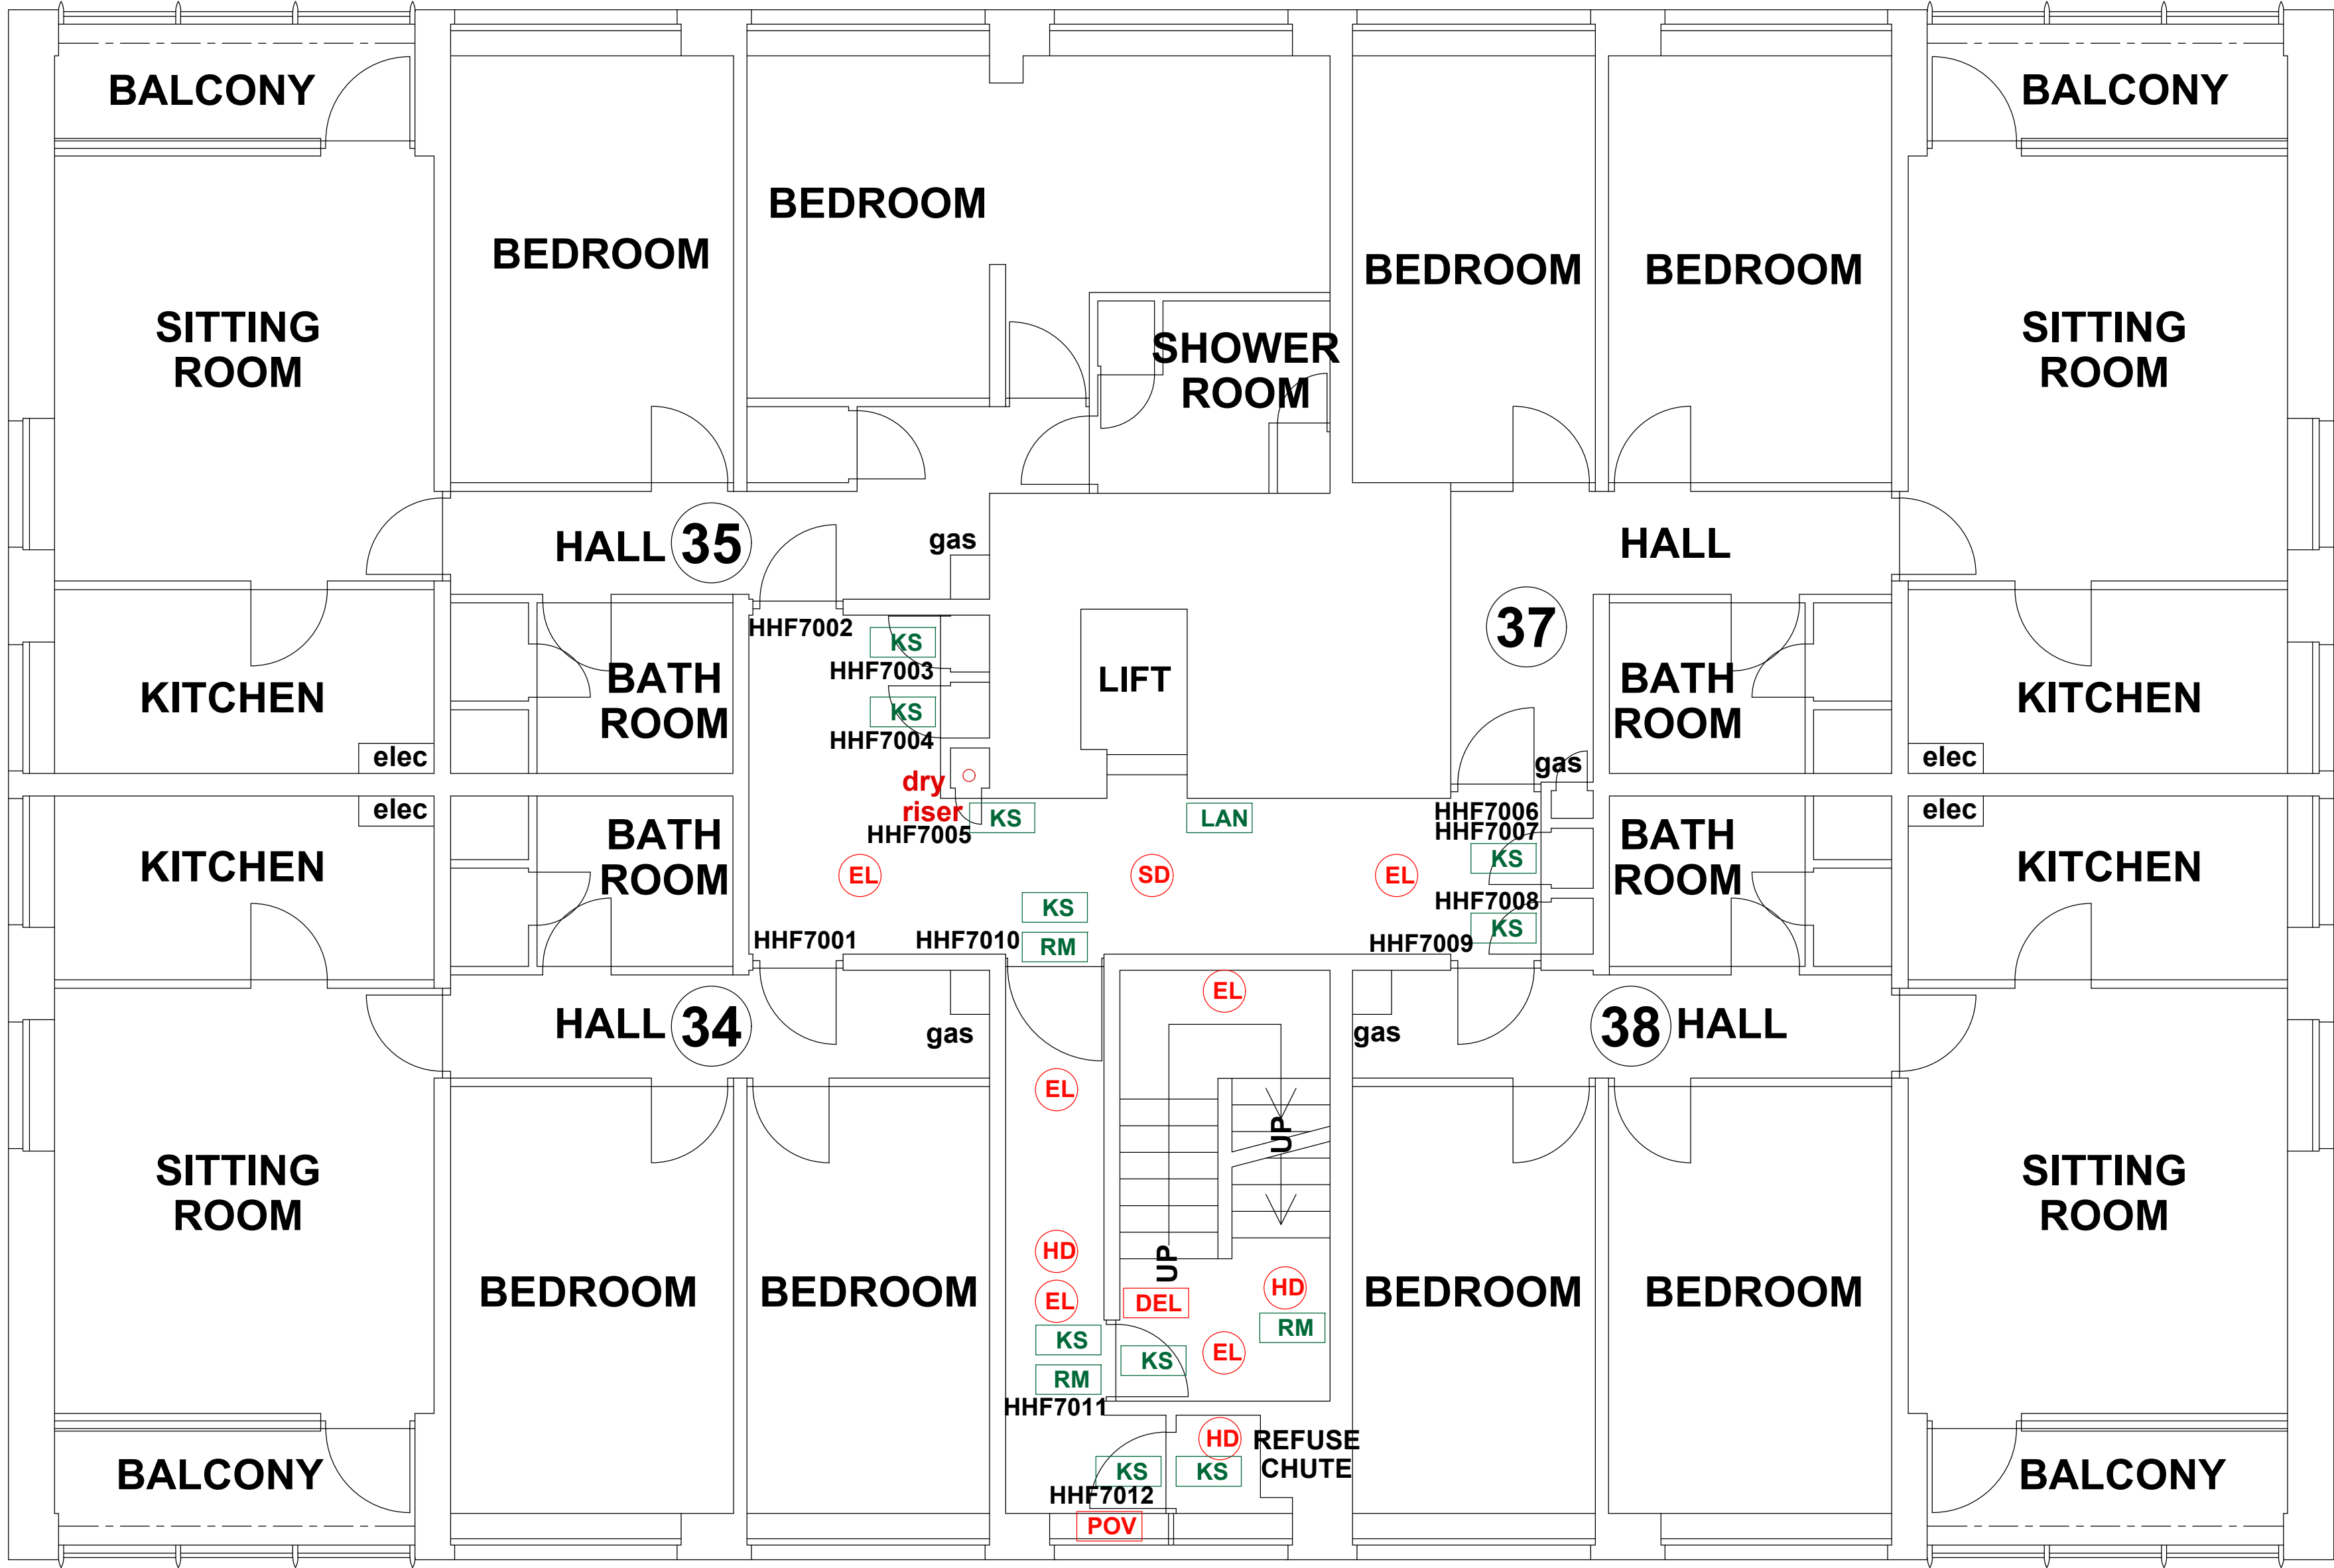 BALCONY
BALCONY
BEDROOM
BEDROOM
BEDROOM
BEDROOM
SITTING
ROOM
SHOWER
ROOM
SITTING
ROOM
HALL
35
gas
HALL
37
HHF7002
KS
HHF7003
KS
HHF7004
LIFT
KITCHEN
BATH
ROOM
BATH
ROOM
KITCHEN
elec
dry
riser
gas
elec
elec
HHF7005
KS
LAN
HHF7006
HHF7007
KS
elec
KITCHEN
BATH
ROOM
EL
SD
EL
BATH
ROOM
KITCHEN
KS
HHF7008
KS
HHF7001
HHF7010
RM
HHF7009
HALL
34
gas
EL
gas
38
HALL
EL
UP
SITTING
ROOM
SITTING
ROOM
HD
UP
BEDROOM
BEDROOM
EL
DEL
HD
BEDROOM
BEDROOM
KS
RM
KS
EL
RM
HHF7011
HD
REFUSE
CHUTE
BALCONY
KS
KS
BALCONY
HHF7012
POV